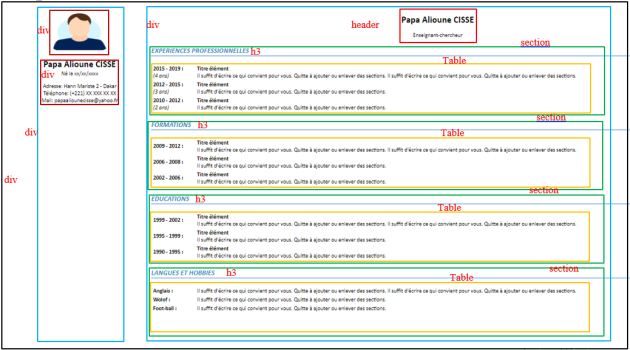 div
Papa Alioune CISSE
div
Né le xx/xx/xxxx
Adresse: Hann Mariste 2 - Dakar
Téléphone: (+221) XX XXX XX XX
Mail: papaaliounecisse@yahoo.fr
div
div
div
header
Papa Alioune CISSE
Enseignant-chercheur
section
EXPERIENCES PROFESSIONNELLES h3
Table
2015 - 2019 : Titre élément
(4 ans) Il suffit d'écrire ce qui convient pour vous. Quitte à ajouter ou enlever des sections. Il suffit d'écrire ce qui convient pour vous. Quitte à ajouter ou enlever des sections.
2012 - 2015 : Titre élément
(3 ans) Il suffit d'écrire ce qui convient pour vous. Quitte à ajouter ou enlever des sections.
2010 - 2012 : Titre élément
(2 ans) Il suffit d'écrire ce qui convient pour vous. Quitte à ajouter ou enlever des sections.
section
FORMATIONS h3
Table
2009 - 2012 : Titre élément
Il suffit d'écrire ce qui convient pour vous. Quitte à ajouter ou enlever des sections. Il suffit d'écrire ce qui convient pour vous. Quitte à ajouter ou enlever des sections.
2006 - 2008 : Titre élément
Il suffit d'écrire ce qui convient pour vous. Quitte à ajouter ou enlever des sections.
2002 - 2006 : Titre élément
Il suffit d'écrire ce qui convient pour vous. Quitte à ajouter ou enlever des sections.
section
EDUCATIONS h3
Table
1999 - 2002 : Titre élément
Il suffit d'écrire ce qui convient pour vous. Quitte à ajouter ou enlever des sections. Il suffit d'écrire ce qui convient pour vous. Quitte à ajouter ou enlever des sections.
1995 - 1999 : Titre élément
Il suffit d'écrire ce qui convient pour vous. Quitte à ajouter ou enlever des sections.
1990 - 1995 : Titre élément
Il suffit d'écrire ce qui convient pour vous. Quitte à ajouter ou enlever des sections.
section
LANGUES ET HOBBIES h3
Table
Anglais : Il suffit d'écrire ce qui convient pour vous. Quitte à ajouter ou enlever des sections. Il suffit d'écrire ce qui convient pour vous. Quitte à ajouter ou enlever des sections.
Wolof : Il suffit d'écrire ce qui convient pour vous. Quitte à ajouter ou enlever des sections.
Foot-ball : Il suffit d'écrire ce qui convient pour vous. Quitte à ajouter ou enlever des sections.